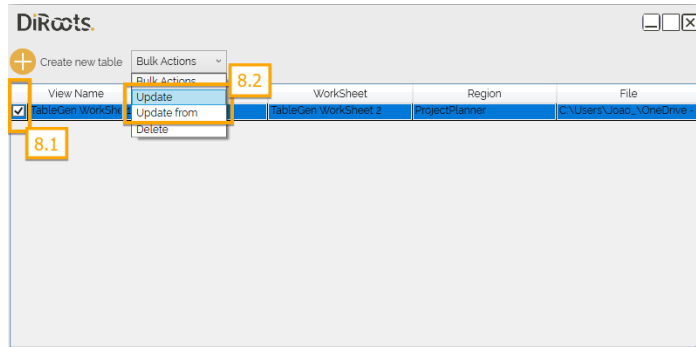 DiRoots.
Create new table
Bulk Actions
Bulk Actions
8.2
View Name
Update
WorkSheet
Region
File
TableGen WorkShe
Update from
TableGen WorkSheet 2
ProjectPlanner
C:\Users\Joao_\OneDrive -
Delete
8.1